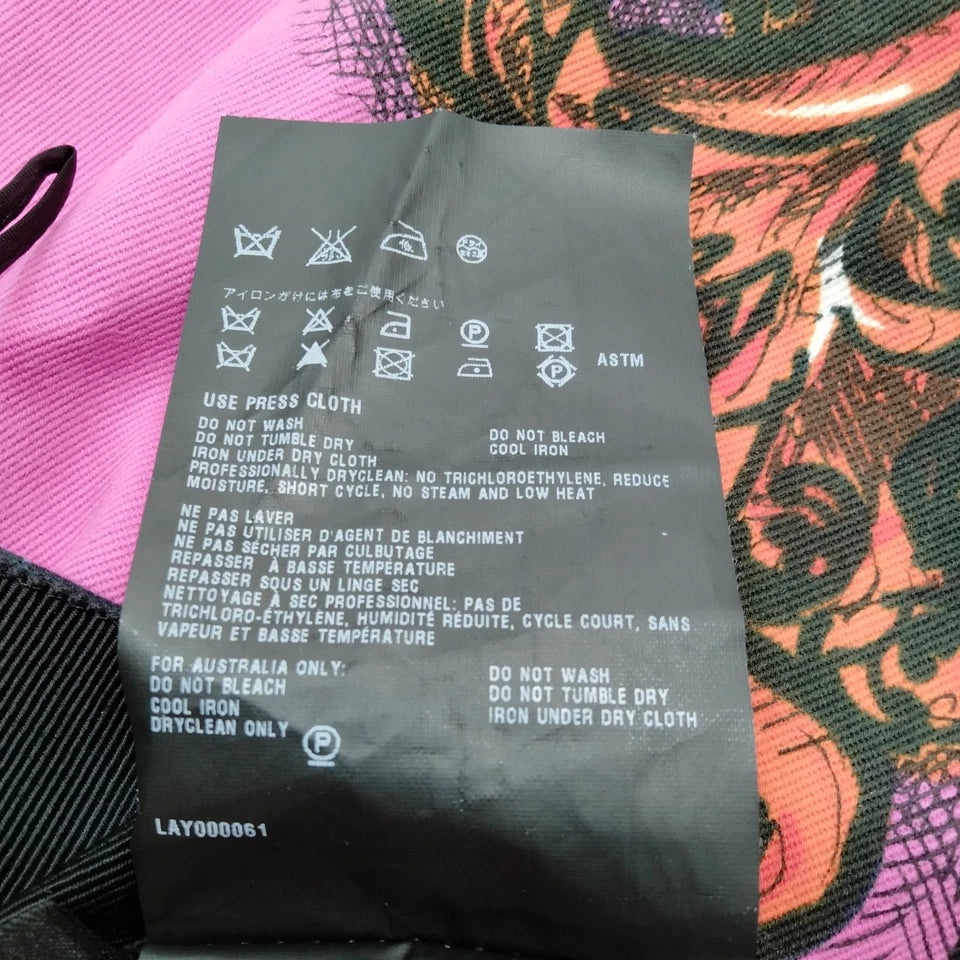 低
ドライ
アイロンがけには布をご使用ください
P
P
ASTM
USE PRESS CLOTH
DO NOT WASH
DO NOT BLEACH
DO NOT TUMBLE DRY
COOL IRON
IRON UNDER DRY CLOTH
PROFESSIONALLY DRYCLEAN: NO TRICHLOROETHYLENE, REDUCE
MOISTURE, SHORT CYCLE, NO STEAM AND LOW HEAT
NE PAS LAVER
NE PAS UTILISER D'AGENT DE BLANCHIMENT
NE PAS SÉCHER PAR CULBUTAGE
REPASSER À BASSE TEMPÉRATURE
REPASSER SOUS UN LINGE SEC
NETTOYAGE À SEC PROFESSIONNEL: PAS DE
TRICHLORO-ÉTHYLÈNE, HUMIDITÉ RÉDUITE, CYCLE COURT, SANS
VAPEUR ET BASSE TEMPÉRATURE
FOR AUSTRALIA ONLY:
DO NOT BLEACH
COOL IRON
DRYCLEAN ONLY P
DO NOT WASH
DO NOT TUMBLE DRY
IRON UNDER DRY CLOTH
LAY000061